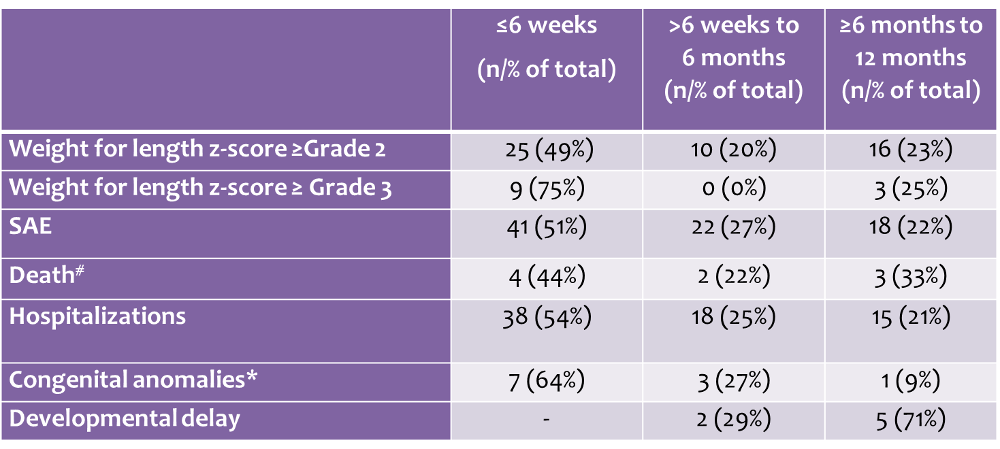 ≤6 weeks
(n/% of total)
>6 weeks to
6 months
(n/% of total)
≥6 months to
12 months
(n/% of total)
Weight for length z-score ≥Grade 2 25 (49%) 10 (20%) 16 (23%)
Weight for length z-score ≥ Grade 3 9 (75%) 0 (0%) 3 (25%)
SAE 41 (51%) 22 (27%) 18 (22%)
Death# 4 (44%) 2 (22%) 3 (33%)
Hospitalizations 38 (54%) 18 (25%) 15 (21%)
Congenital anomalies* 7 (64%) 3 (27%) 1 (9%)
Developmental delay - 2 (29%) 5 (71%)